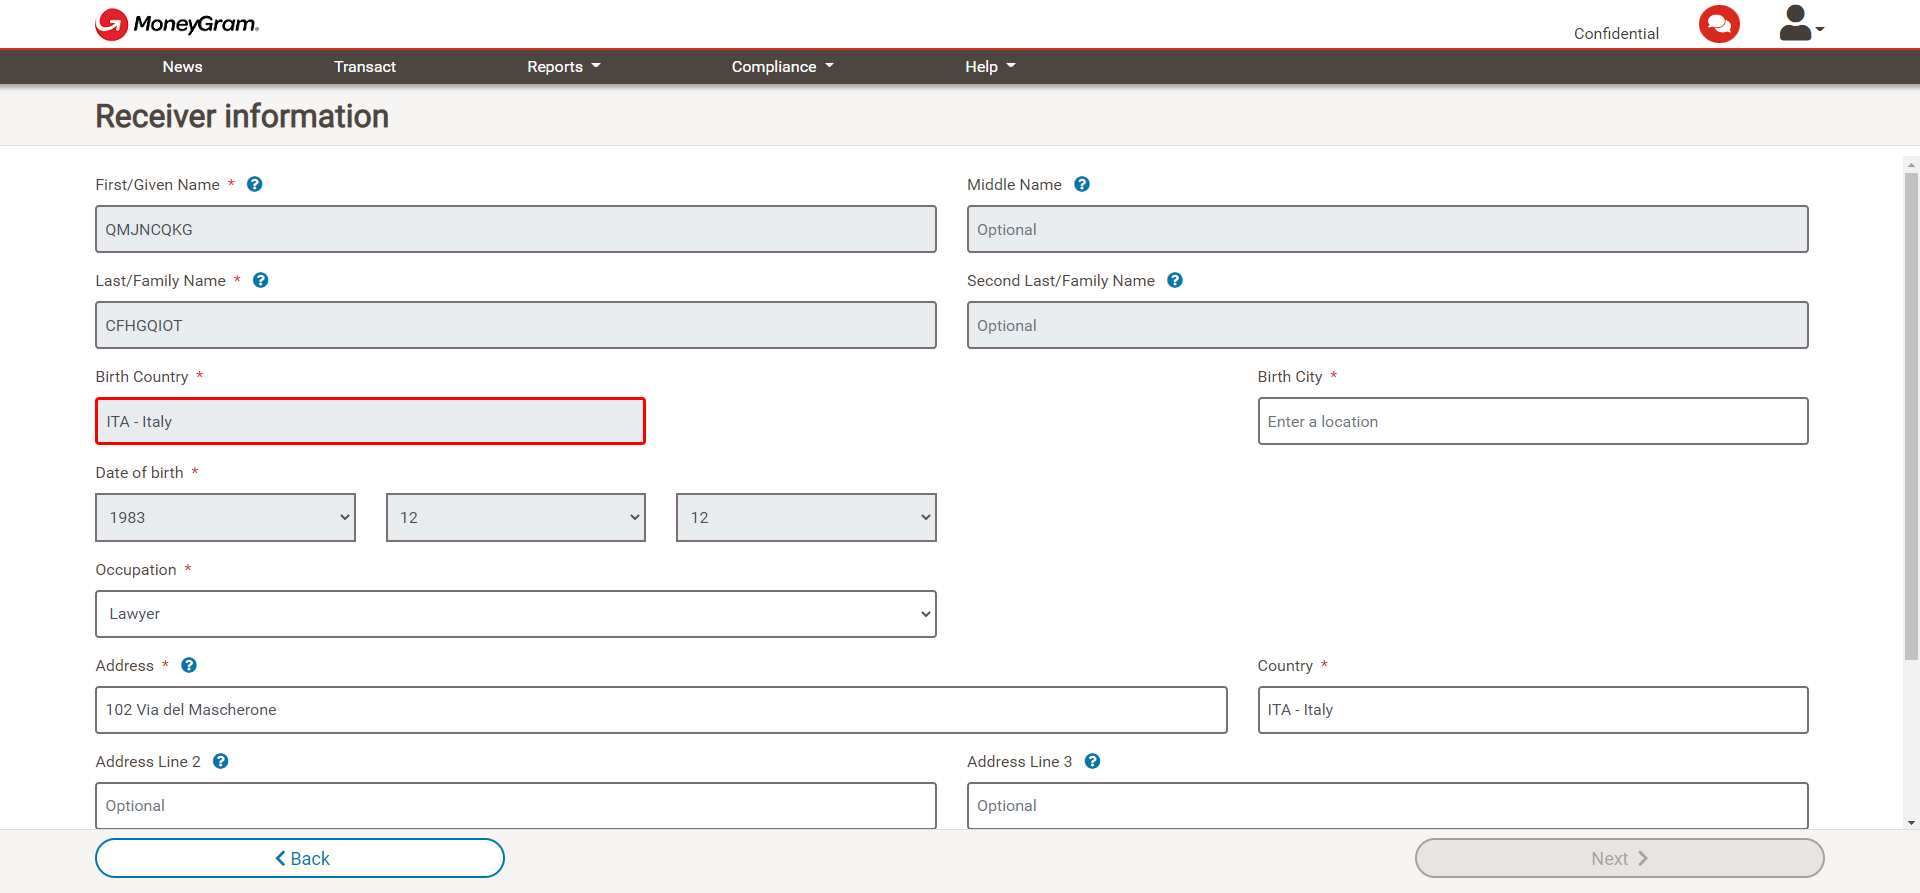 MoneyGram.
Confidential
News Transact Reports Compliance Help
Receiver information
First/Given Name * ?
Middle Name ?
QMJNCQKG
Optional
Last/Family Name * ?
Second Last/Family Name ?
CFHGQIOT
Optional
Birth Country *
Birth City *
ITA - Italy
Enter a location
Date of birth *
1983 12 12
Occupation *
Lawyer
Address * ?
Country *
102 Via del Mascherone
ITA - Italy
Address Line 2 ?
Address Line 3 ?
Optional
Optional
Back
Next